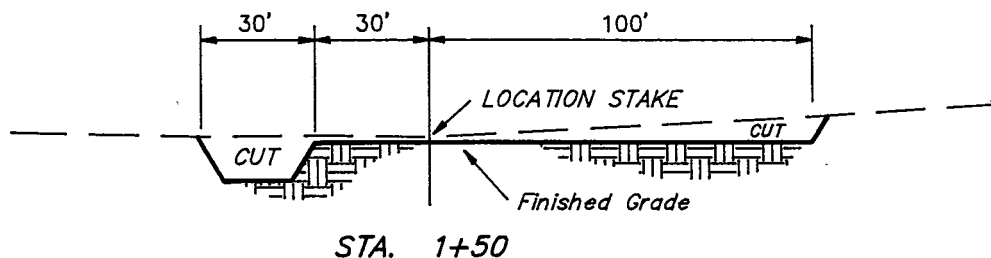 30' 30' 100'
LOCATION STAKE
CUT CUT
Finished Grade
STA. 1+50